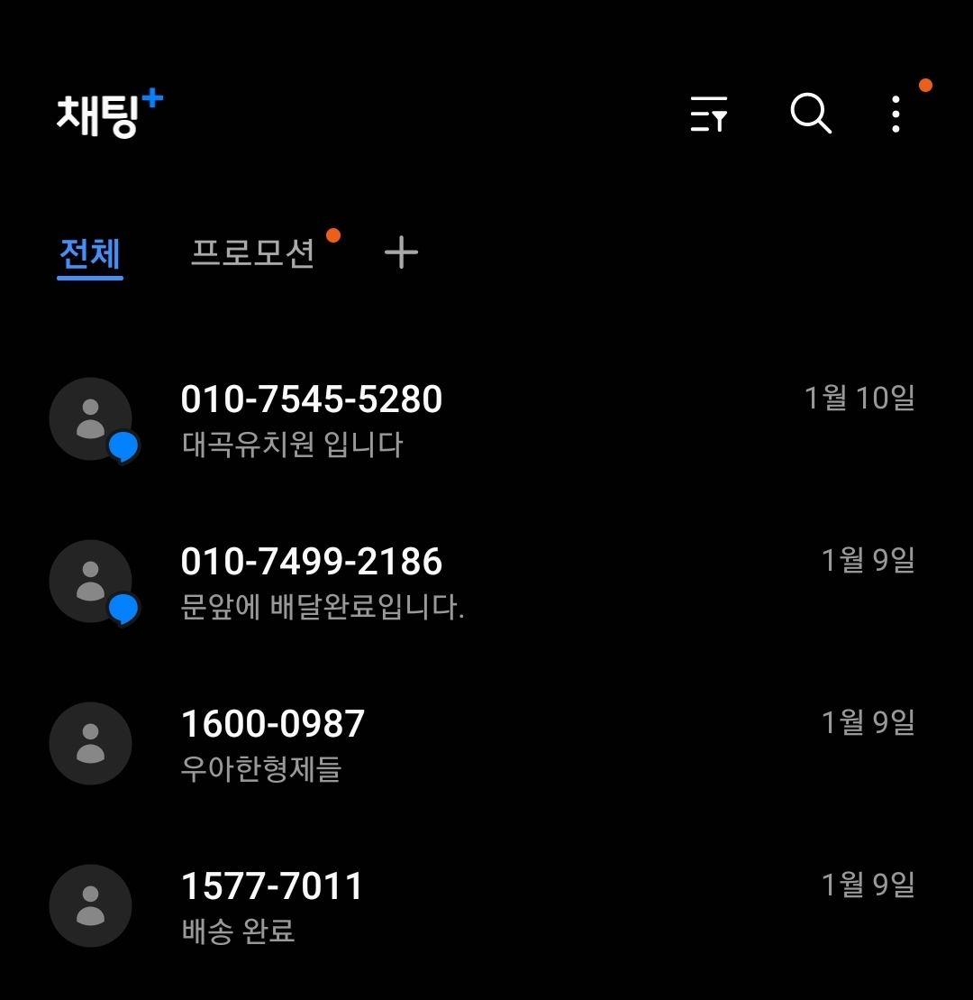 채팅+
전체 프로모션
010-7545-5280 1월 10일
대곡유치원 입니다
010-7499-2186 1월 9일
문앞에 배달완료입니다.
1600-0987 1월 9일
우아한형제들
1577-7011 1월 9일
배송 완료